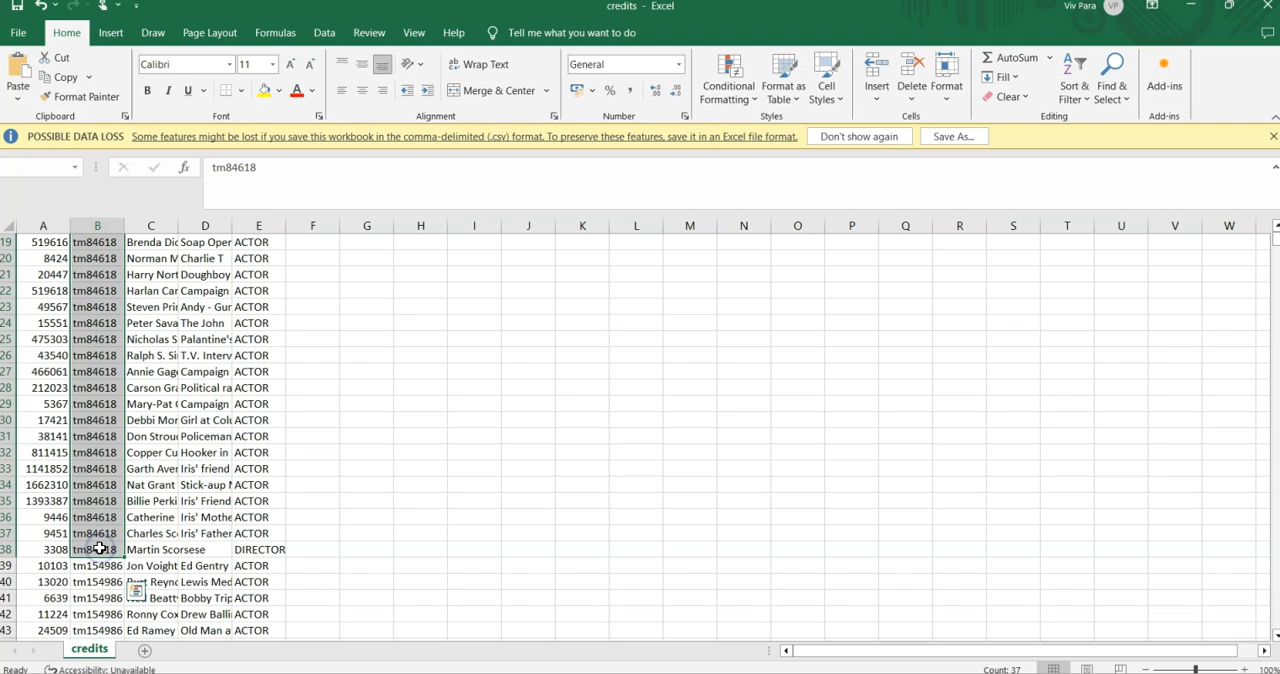 credits - Excel
Viv Para VP
File Home Insert Draw Page Layout Formulas Data Review View Help Tell me what you want to do
Paste Cut Calibri 11 Wrap Text General Conditional Formatting Format as Table Cell Styles Insert Delete Format AutoSum Sort & Filter Find & Select Add-ins
Copy Merge & Center Fill
Format Painter B I U A % , Clear
Clipboard Font Alignment Number Styles Cells Editing Add-ins
POSSIBLE DATA LOSS Some features might be lost if you save this workbook in the comma-delimited (.csv) format. To preserve these features, save it in an Excel file format. Don't show again Save As...
fx tm84618
A B C D E F G H I J K L M N O P Q R S T U V W
19 519616 tm84618 Brenda Dic Soap Oper ACTOR
20 8424 tm84618 Norman M Charlie T ACTOR
21 20447 tm84618 Harry Nort Doughboy ACTOR
22 519618 tm84618 Harlan Car Campaign ACTOR
23 49567 tm84618 Steven Prin Andy - Gun ACTOR
24 15551 tm84618 Peter Sava The John ACTOR
25 475303 tm84618 Nicholas S Palantine's ACTOR
26 43540 tm84618 Ralph S. Si T.V. Interv ACTOR
27 466061 tm84618 Annie Gag Campaign ACTOR
28 212023 tm84618 Carson Gra Political ra ACTOR
29 5367 tm84618 Mary-Pat Campaign ACTOR
30 17421 tm84618 Debbi Mor Girl at Colu ACTOR
31 38141 tm84618 Don Strou Policeman ACTOR
32 811415 tm84618 Copper Cu Hooker in ACTOR
33 1141852 tm84618 Garth Aver Iris' friend ACTOR
34 1662310 tm84618 Nat Grant Stick-aup ACTOR
35 1393387 tm84618 Billie Perki Iris' Friend ACTOR
36 9446 tm84618 Catherine Iris' Mothe ACTOR
37 9451 tm84618 Charles Sc Iris' Father ACTOR
38 3308 Martin Scorsese DIRECTOR
39 10103 tm154986 Jon Voight Ed Gentry ACTOR
40 13020 tm154986 Reyno Lewis Med ACTOR
41 6639 tm154986 Beatty Bobby Trip ACTOR
42 11224 tm154986 Ronny Cox Drew Balli ACTOR
43 24509 tm154986 Ed Ramey Old Man a ACTOR
credits
Ready Accessibility: Unavailable Count: 37 100%